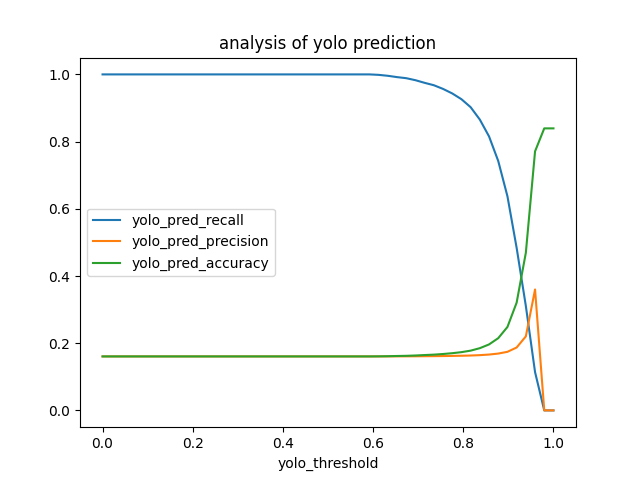 analysis of yolo prediction
1.0
0.8
0.6
0.4
0.2
0.0
yolo_pred_recall
yolo_pred_precision
yolo_pred_accuracy
0.0 0.2 0.4 0.6 0.8 1.0
yolo_threshold